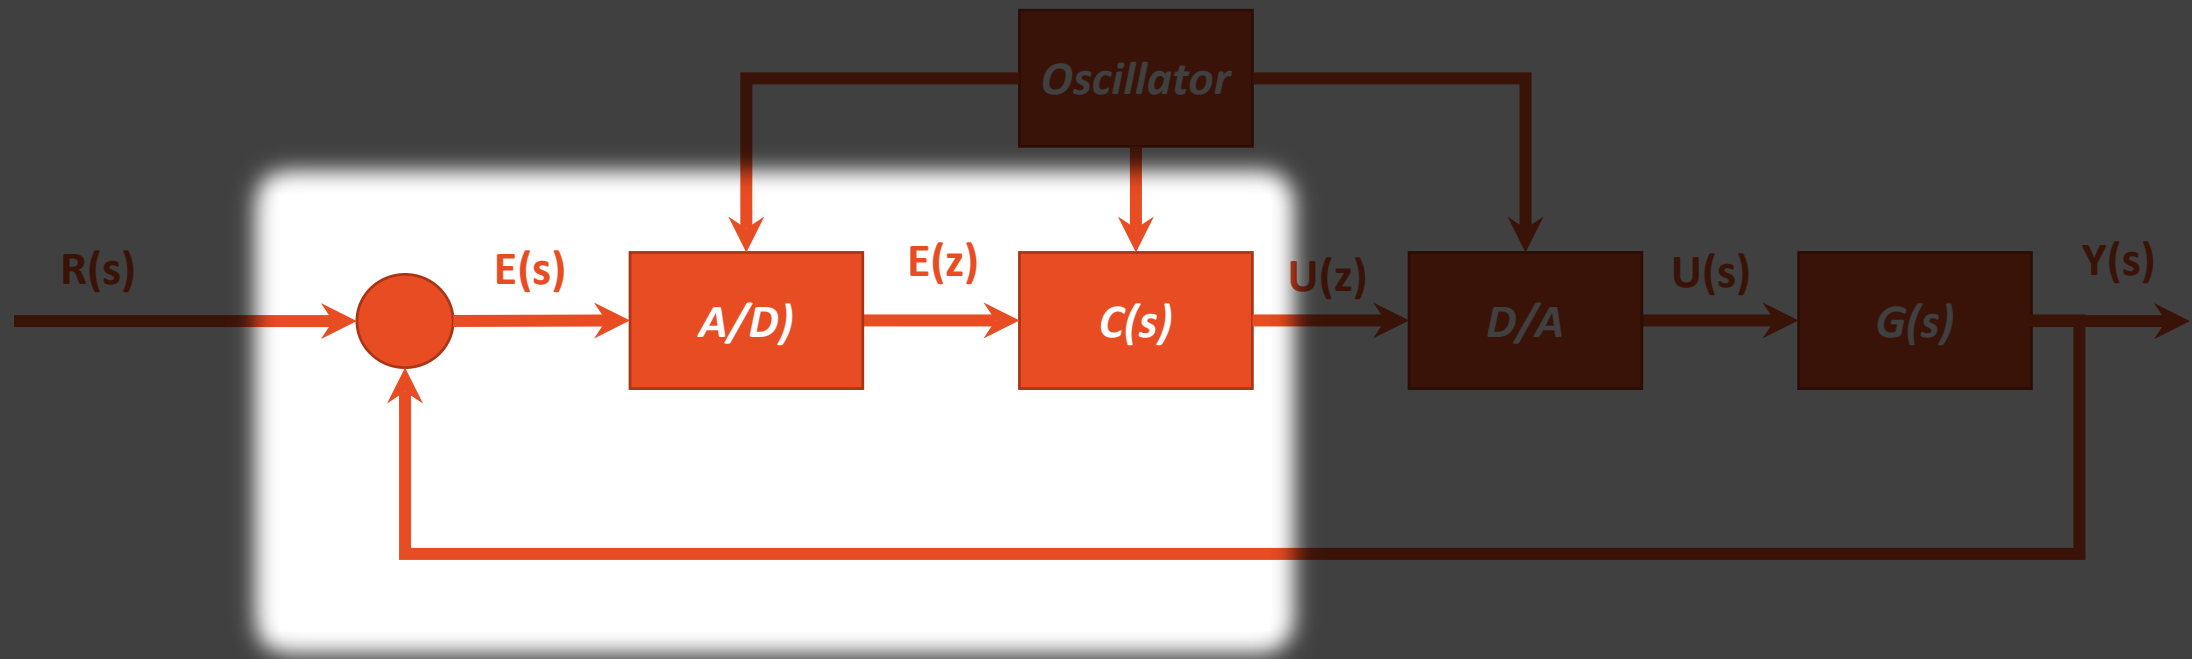 Oscillator
R(s)
E(s)
A/D)
E(z)
C(s)
U(z)
D/A
U(s)
G(s)
Y(s)